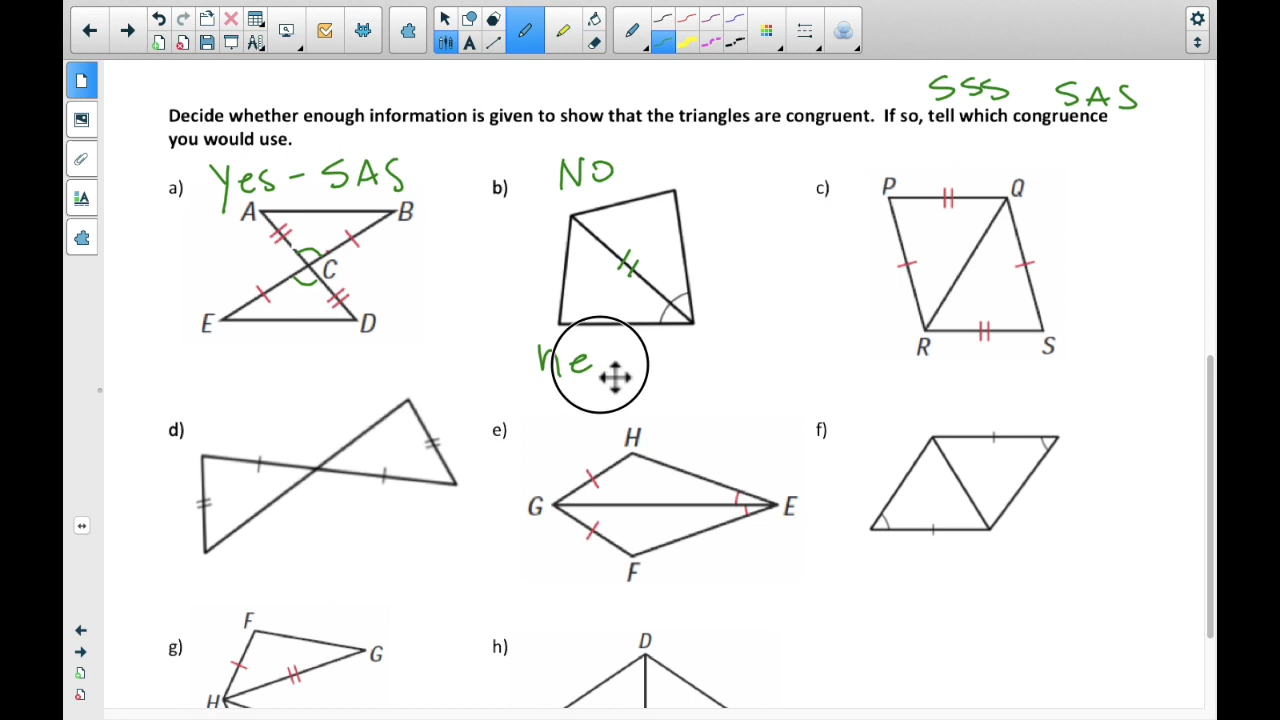 SSS SAS
Decide whether enough information is given to show that the triangles are congruent. If so, tell which congruence
you would use.
a) Yes - SAS
A B
C
E D
b) NO
ne
c)
P Q
R S
d)
e)
H
G E
F
f)
g)
F
G
H
h)
D